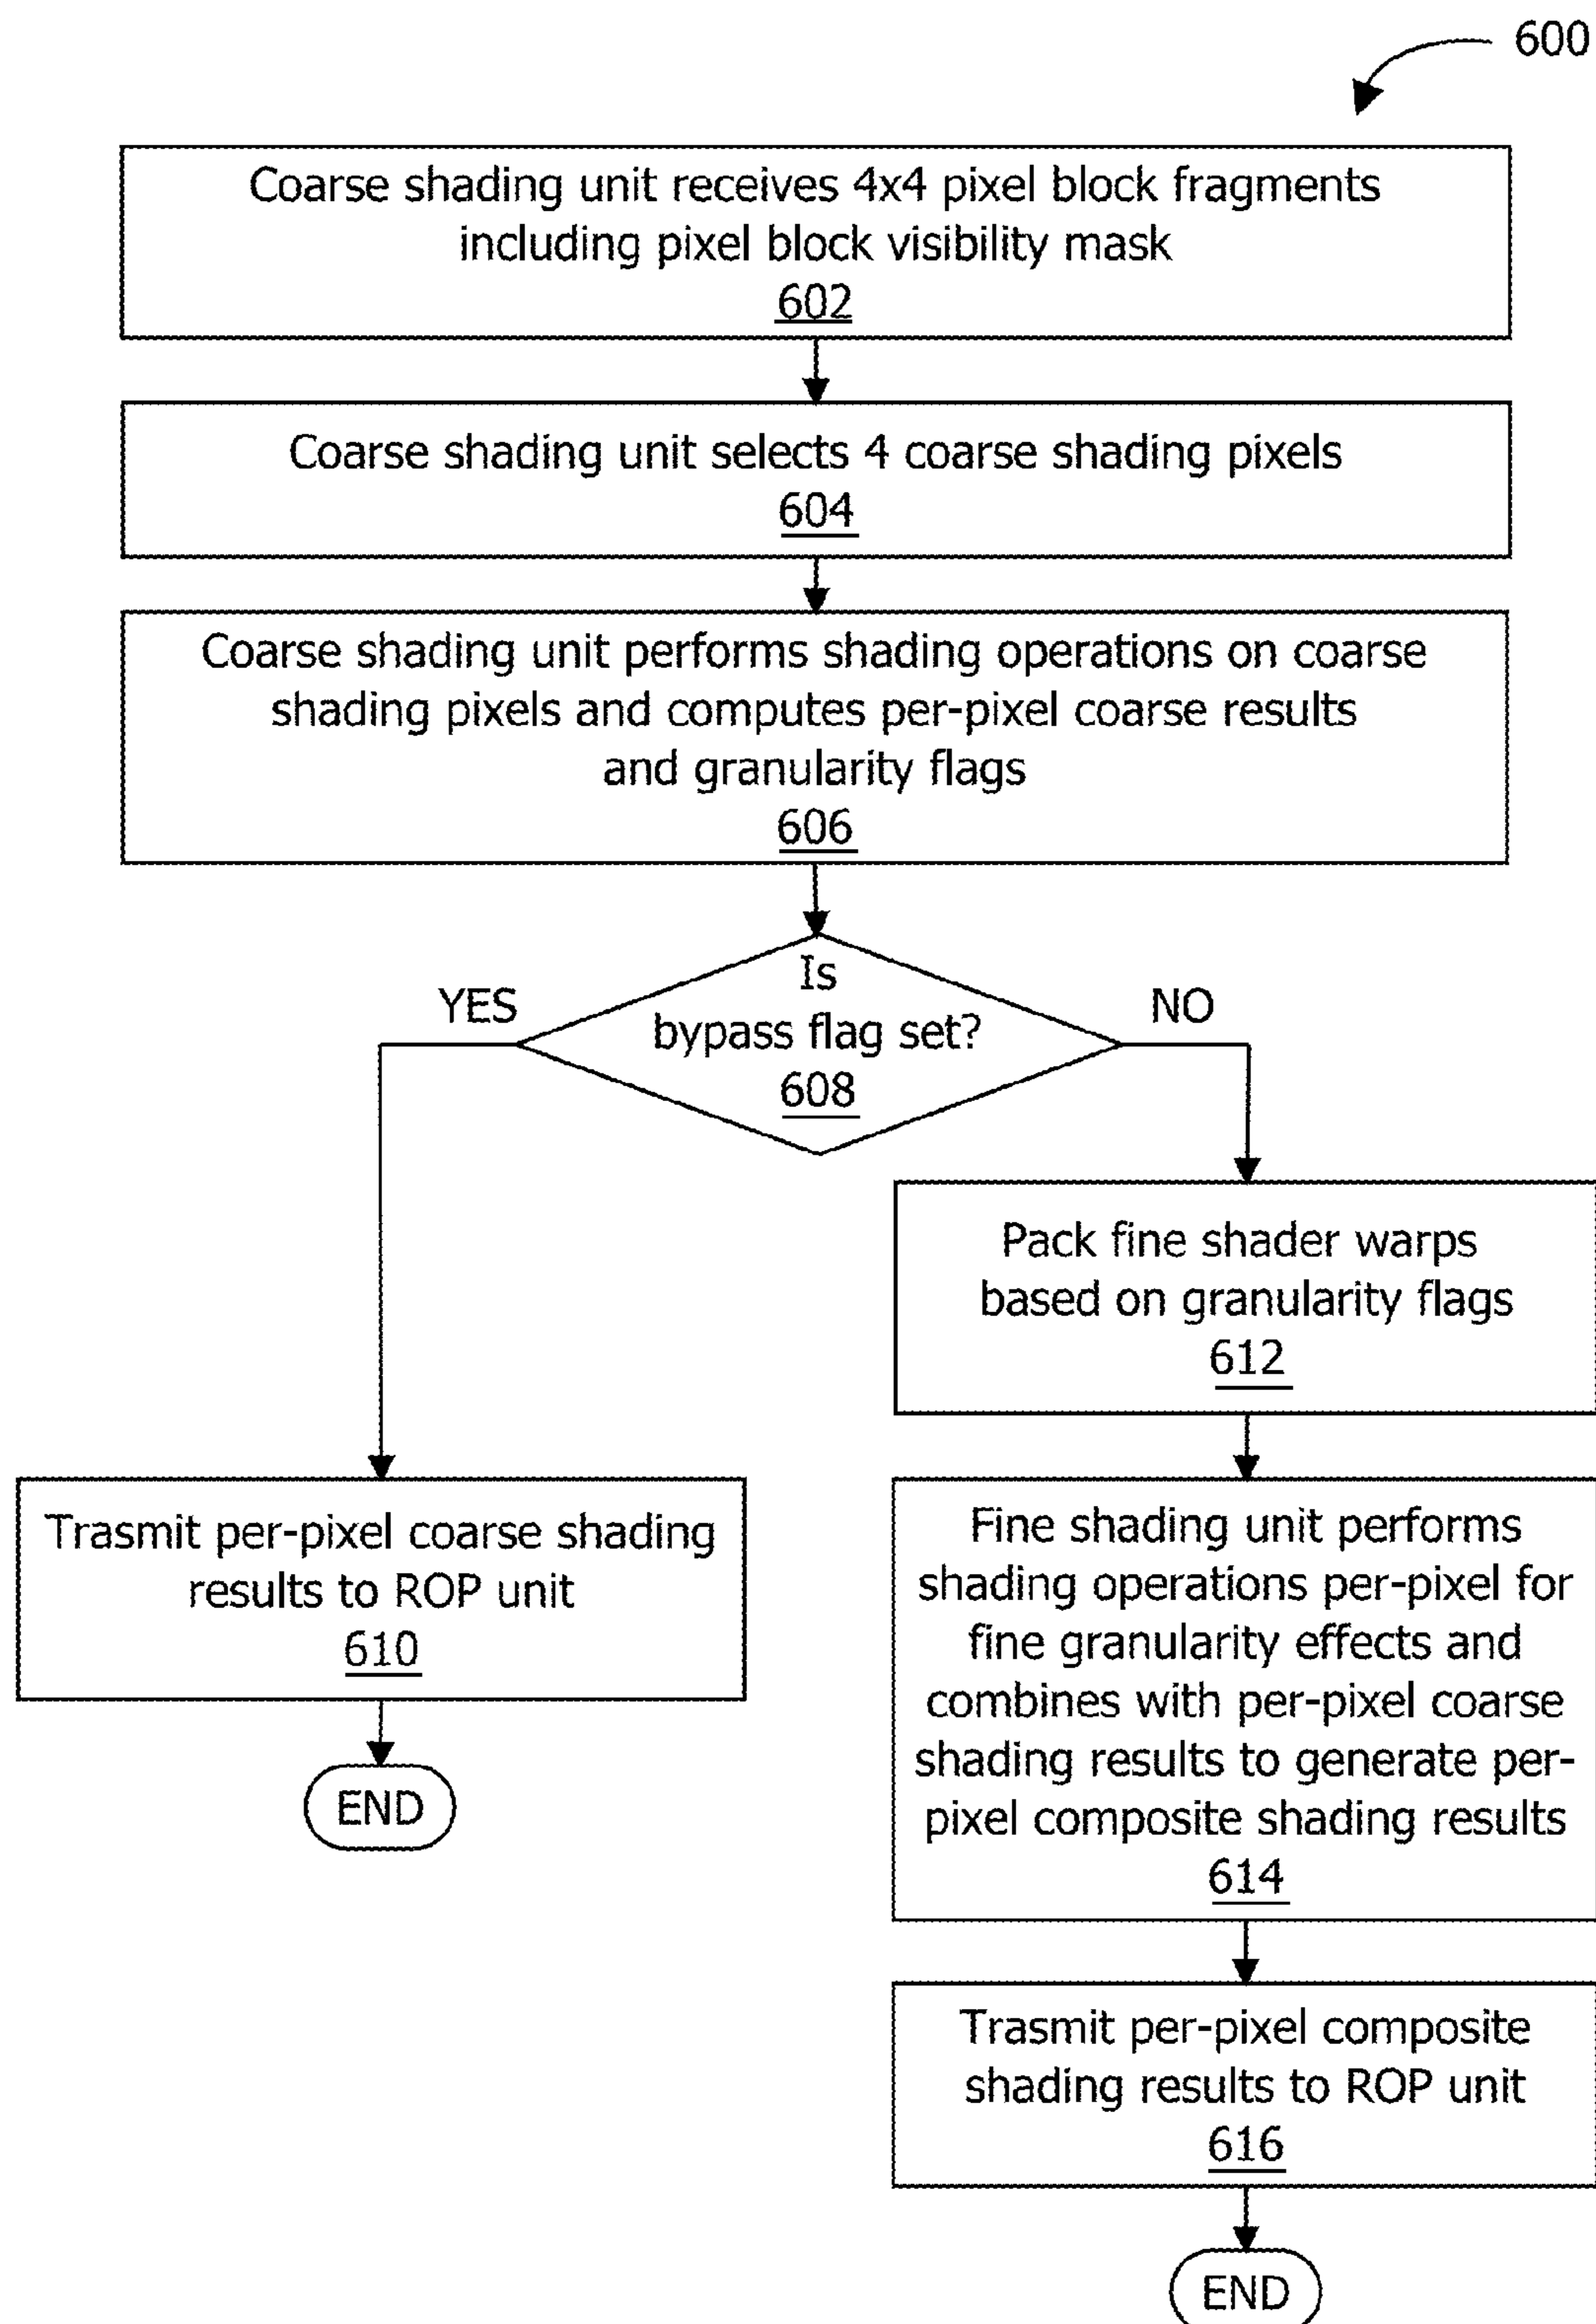 600
Coarse shading unit receives 4x4 pixel block fragments
including pixel block visibility mask
602
Coarse shading unit selects 4 coarse shading pixels
604
Coarse shading unit performs shading operations on coarse
shading pixels and computes per-pixel coarse results
and granularity flags
606
Is
bypass flag set?
608
YES
NO
Pack fine shader warps
based on granularity flags
612
Trasmit per-pixel coarse shading
results to ROP unit
610
END
Fine shading unit performs
shading operations per-pixel for
fine granularity effects and
combines with per-pixel coarse
shading results to generate per-
pixel composite shading results
614
Trasmit per-pixel composite
shading results to ROP unit
616
END